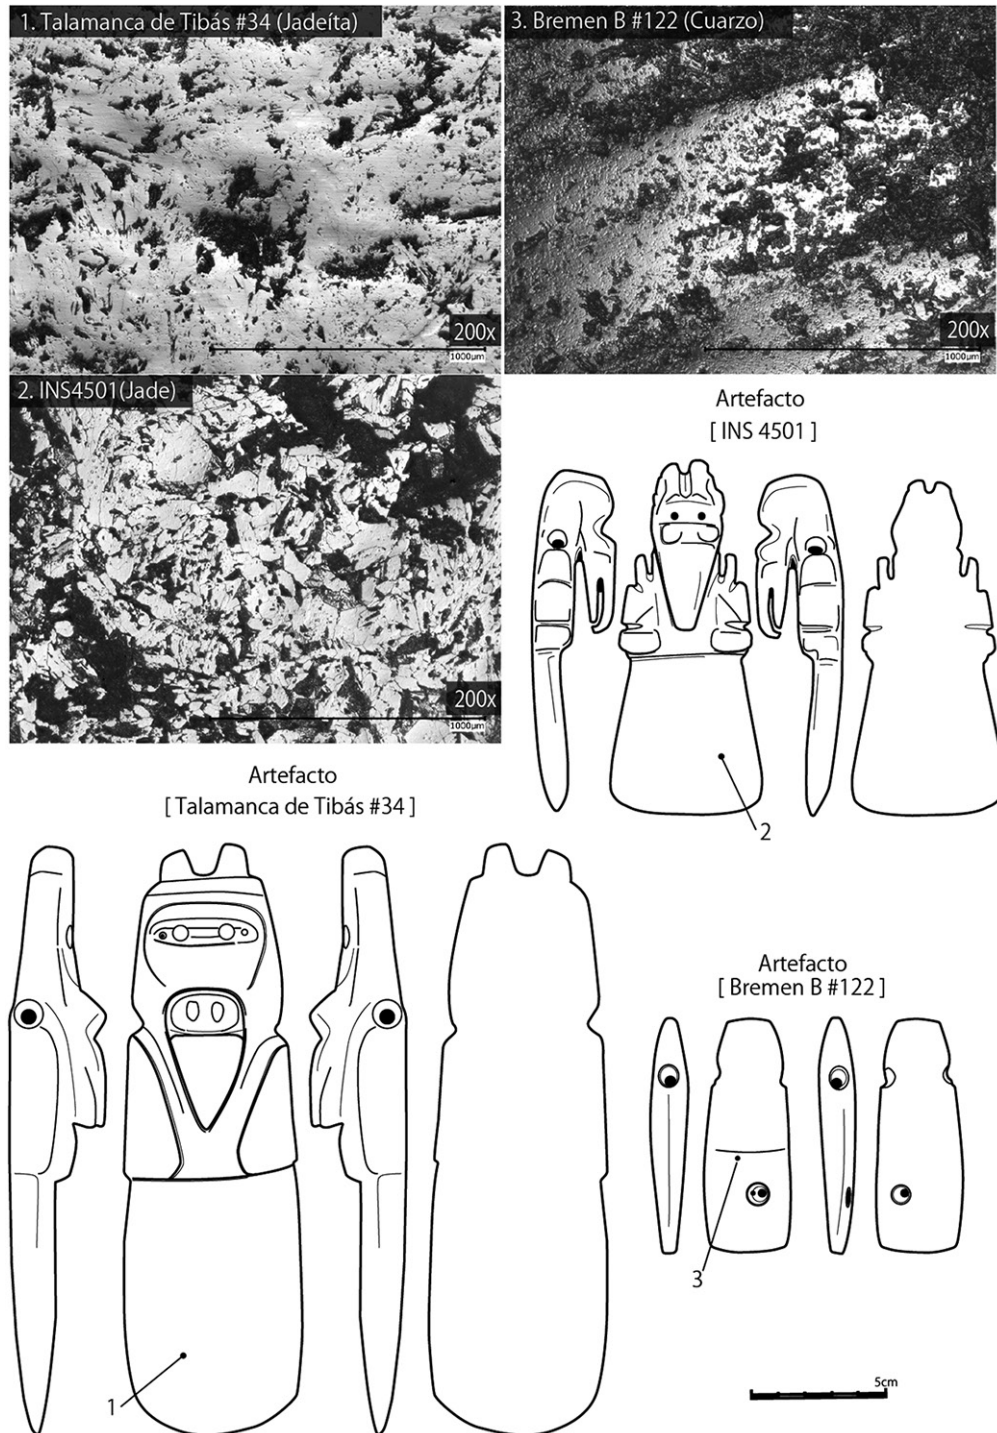 1. Talamanca de Tibás #34 (Jadeíta)
200x
1000µm
3. Bremen B #122 (Cuarzo)
200x
1000µm
2. INS4501(Jade)
200x
1000µm
Artefacto
[ INS 4501 ]
2
Artefacto
[ Talamanca de Tibás #34 ]
1
Artefacto
[ Bremen B #122 ]
3
5cm